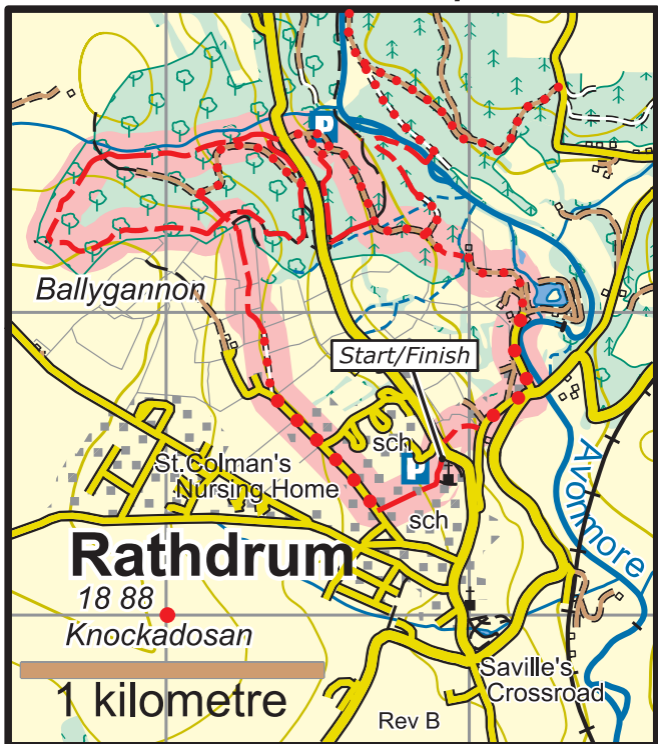 P
Ballygannon
Start/Finish
sch
St.Colman's
Nursing Home
P
sch
Avonmore
Rathdrum
18 88
Knockadosan
Saville's
Crossroad
1 kilometre
Rev B